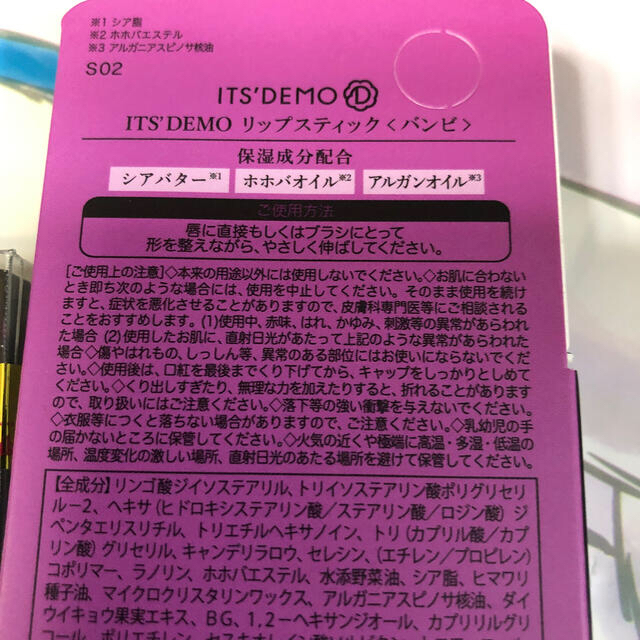 ※1 シア脂
※2 ホホバエステル
※3 アルガニアスピノサ核油
S02
ITS'DEMO
ITS'DEMO リップスティック〈バンビ〉
保湿成分配合
シアバター※1 ホホバオイル※2 アルガンオイル※3
ご使用方法
唇に直接もしくはブラシにとって
形を整えながら、やさしく伸ばしてください。
[ご使用上の注意]◇本来の用途以外には使用しないでください。◇お肌に合わない
とき即ち次のような場合には、使用を中止してください。そのまま使用を続け
ますと、症状を悪化させることがありますので、皮膚科専門医等にご相談される
ことをおすすめします。(1)使用中、赤味、はれ、かゆみ、刺激等の異常があらわれ
た場合 (2)使用したお肌に、直射日光があたって上記のような異常があらわれた
場合◇傷やはれもの、しっしん等、異常のある部位にはお使いにならないでくだ
さい。◇使用後は、口紅を最後までくり下げてから、キャップをしっかりとしめて
ください。◇くり出しすぎたり、無理な力を加えたりすると、折れることがあります
ので、取り扱いにはご注意ください。◇落下等の強い衝撃を与えないでください。
◇衣服等につくと落ちない場合がありますので、ご注意ください。◇乳幼児の手
の届かないところに保管してください。◇火気の近くや極端に高温・多湿・低温の
場所、温度変化の激しい場所、直射日光のあたる場所を避けて保管してください。
【全成分】リンゴ酸ジイソステアリル、トリイソステアリン酸ポリグリセリ
ル－2、ヘキサ(ヒドロキシステアリン酸／ステアリン酸／ロジン酸)ジ
ペンタエリスリチル、トリエチルヘキサノイン、トリ(カプリル酸／カプ
リン酸)グリセリル、キャンデリラロウ、セレシン、(エチレン／プロピレン)
コポリマー、ラノリン、ホホバエステル、水添野菜油、シア脂、ヒマワリ
種子油、マイクロクリスタリンワックス、アルガニアスピノサ核油、ダイ
ウイキョウ果実エキス、BG、1,2－ヘキサンジオール、カプリリルグリ
コール、ポリエチレン、セスキオレイン酸ソルビタン